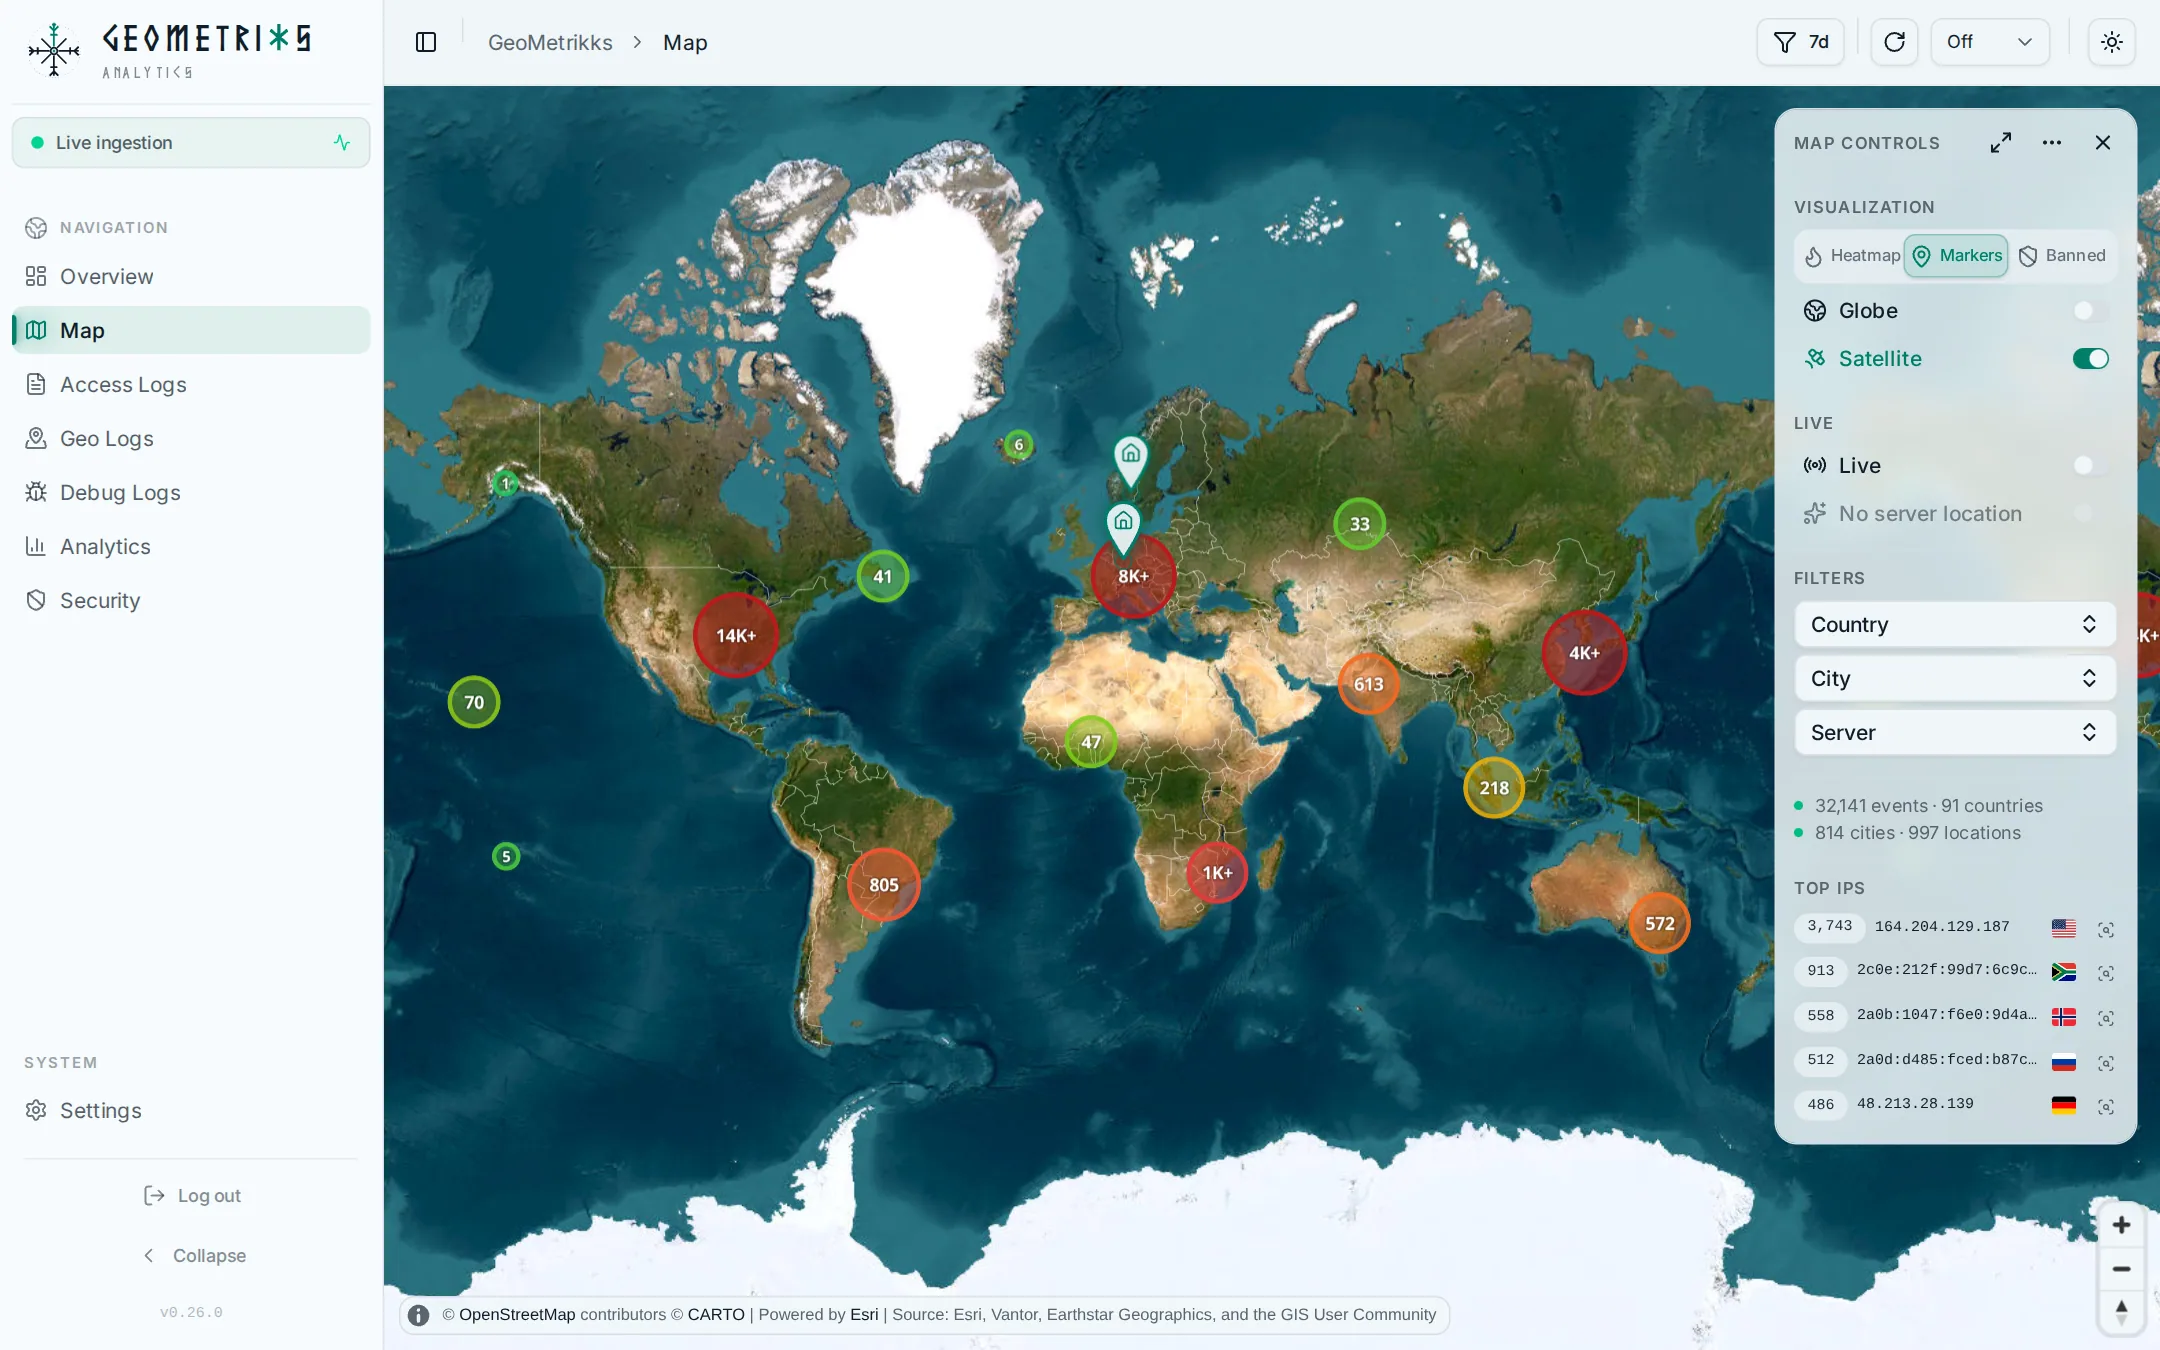 GEOMETRIKS
ANALYTICS
Live ingestion
NAVIGATION
Overview
Map
Access Logs
Geo Logs
Debug Logs
Analytics
Security
SYSTEM
Settings
Log out
Collapse
v0.26.0
GeoMetrikks > Map
7d
Off
MAP CONTROLS
VISUALIZATION
Heatmap Markers Banned
Globe
Satellite
LIVE
Live
No server location
FILTERS
Country
City
Server
32,141 events · 91 countries
814 cities · 997 locations
TOP IPS
3,743 164.204.129.187
913 2c0e:212f:99d7:6c9c…
558 2a0b:1047:f6e0:9d4a…
512 2a0d:d485:fced:b87c…
486 48.213.28.139
6
1
33
41
8K+
14K+
4K+
K+
613
70
47
218
5
805
1K+
572
© OpenStreetMap contributors © CARTO | Powered by Esri | Source: Esri, Vantor, Earthstar Geographics, and the GIS User Community